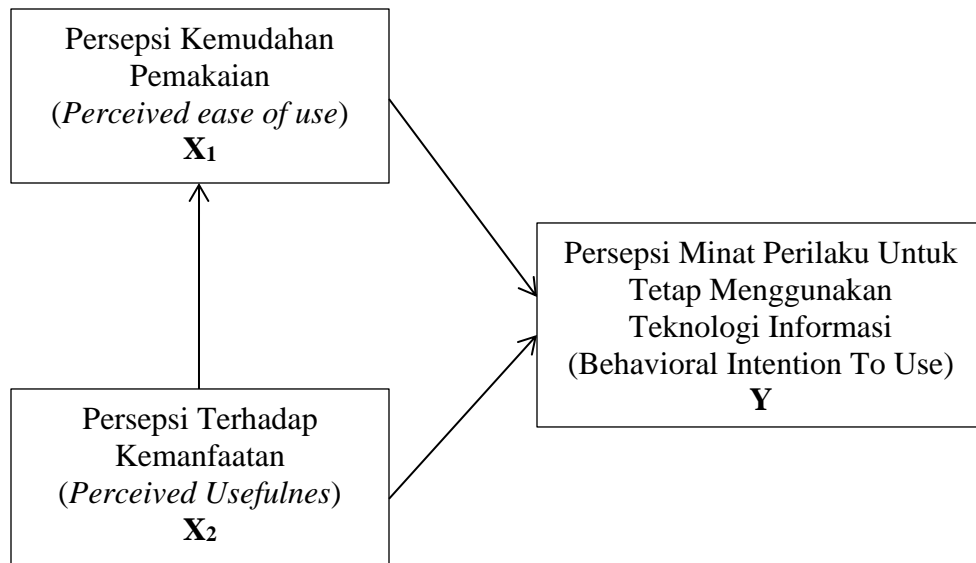 Persepsi Kemudahan
Pemakaian
(Perceived ease of use)
X1
Persepsi Minat Perilaku Untuk
Tetap Menggunakan
Teknologi Informasi
(Behavioral Intention To Use)
Y
Persepsi Terhadap
Kemanfaatan
(Perceived Usefulnes)
X2